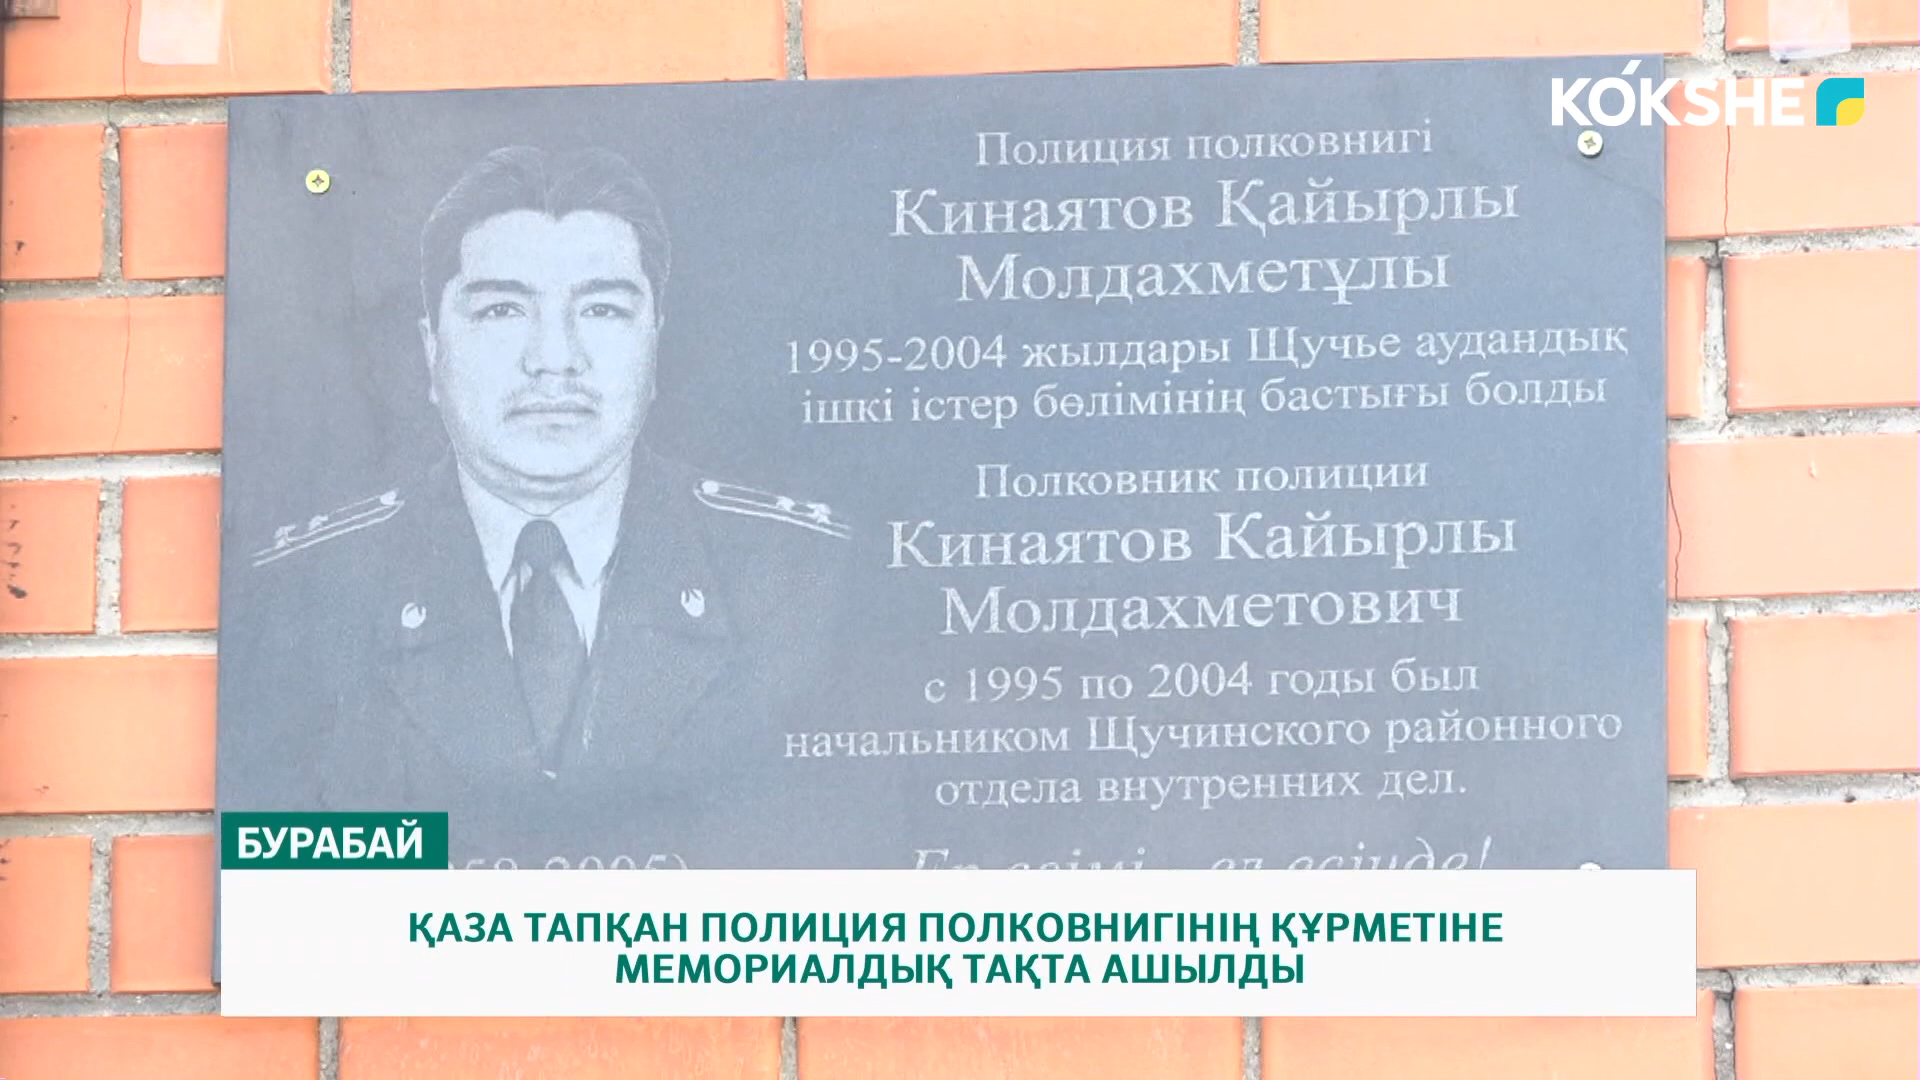 KÓKSHE
Полиция полковнигі
Кинаятов Қайырлы
Молдахметұлы
1995-2004 жылдары Щучье аудандық
ішкі істер бөлімінің бастығы болды
Полковник полиции
Кинаятов Кайырлы
Молдахметович
с 1995 по 2004 годы был
начальником Щучинского районного
отдела внутренних дел.
БУРАБАЙ
ҚАЗА ТАПҚАН ПОЛИЦИЯ ПОЛКОВНИГІНІҢ ҚҰРМЕТІНЕ
МЕМОРИАЛДЫҚ ТАҚТА АШЫЛДЫ